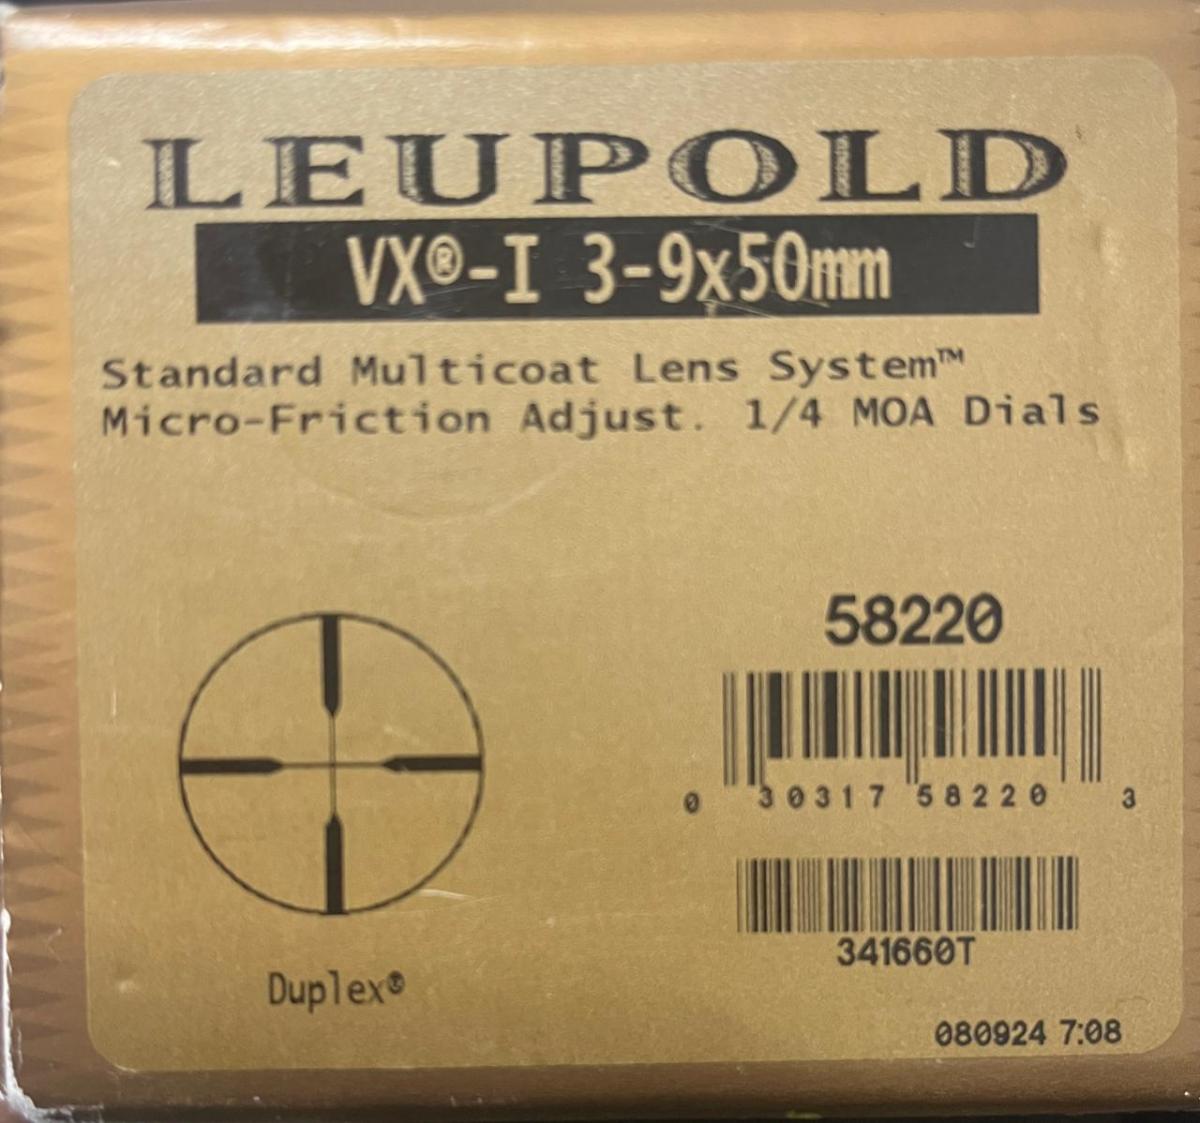 LEUPOLD
VX®-I 3-9x50mm
Standard Multicoat Lens System™
Micro-Friction Adjust. 1/4 MOA Dials
58220
0 30317 58220 3
341660T
Duplex®
080924 7:08